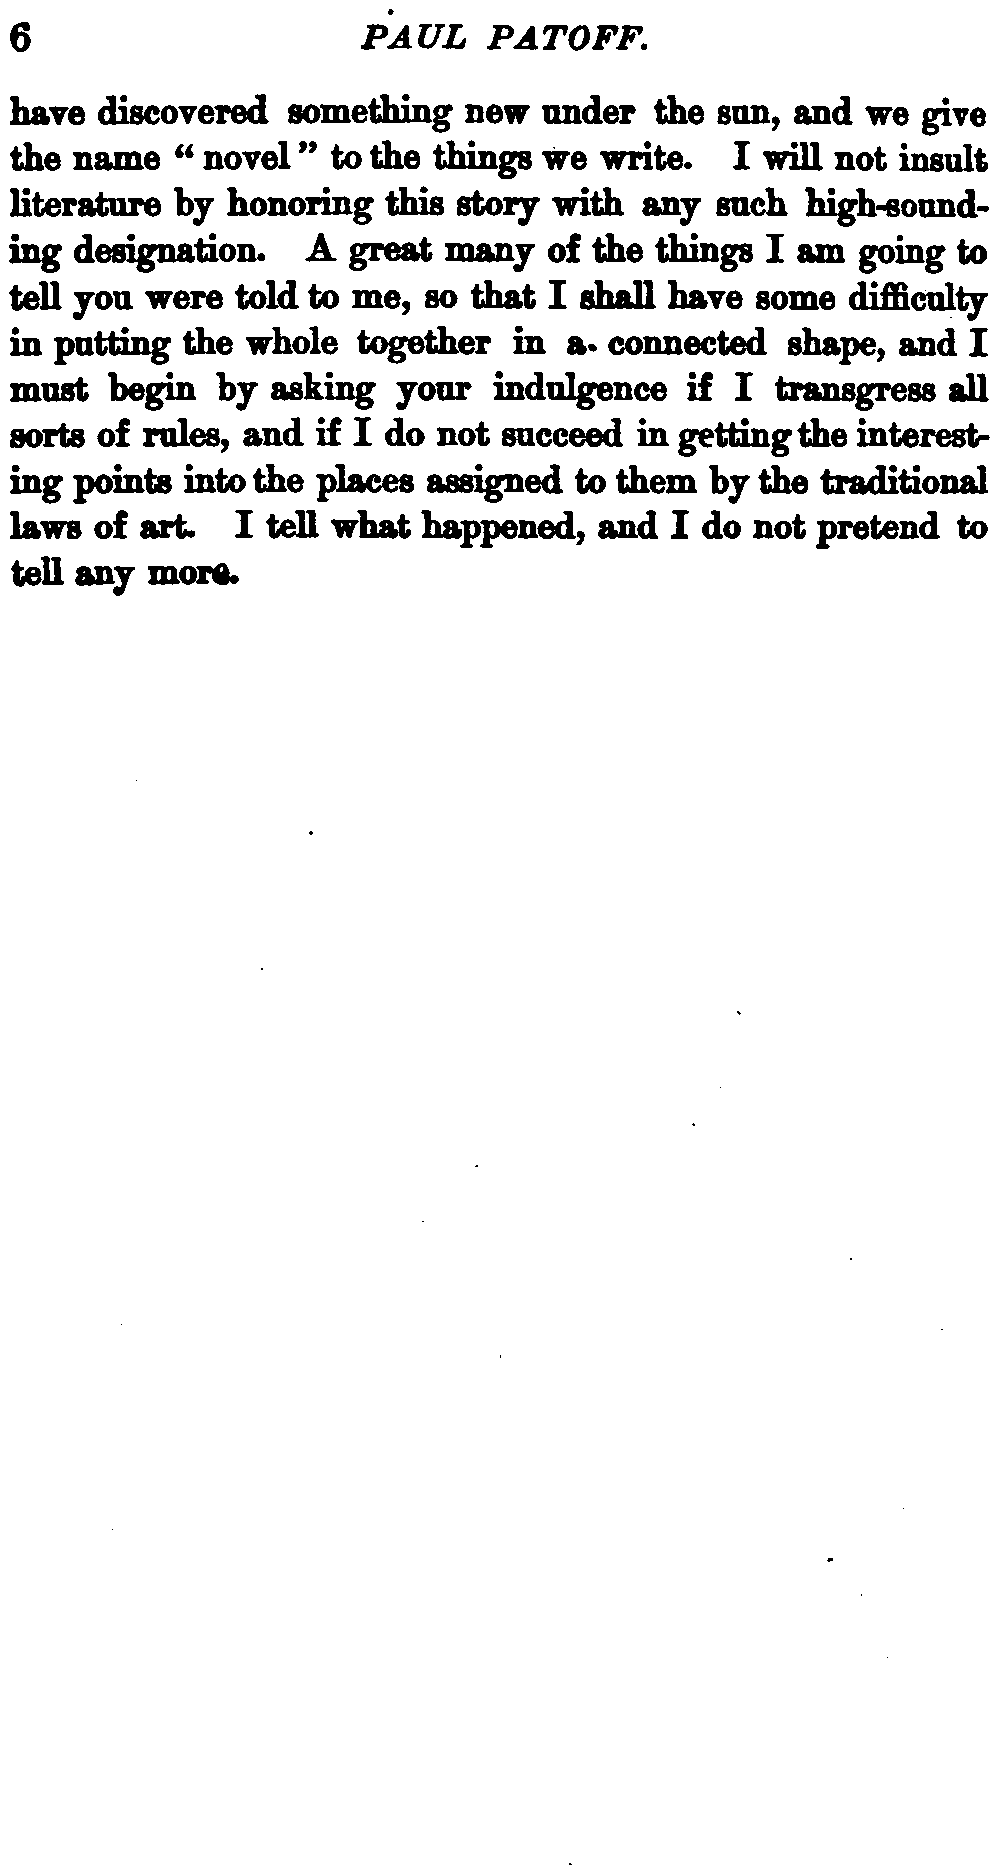 6 PAUL PATOFF.
have discovered something new under the sun, and we give
the name “ novel ” to the things we write. I will not insult
literature by honoring this story with any such high-sound-
ing designation. A great many of the things I am going to
tell you were told to me, so that I shall have some difficulty
in putting the whole together in a connected shape, and I
must begin by asking your indulgence if I transgress all
sorts of rules, and if I do not succeed in getting the interest-
ing points into the places assigned to them by the traditional
laws of art. I tell what happened, and I do not pretend to
tell any more.